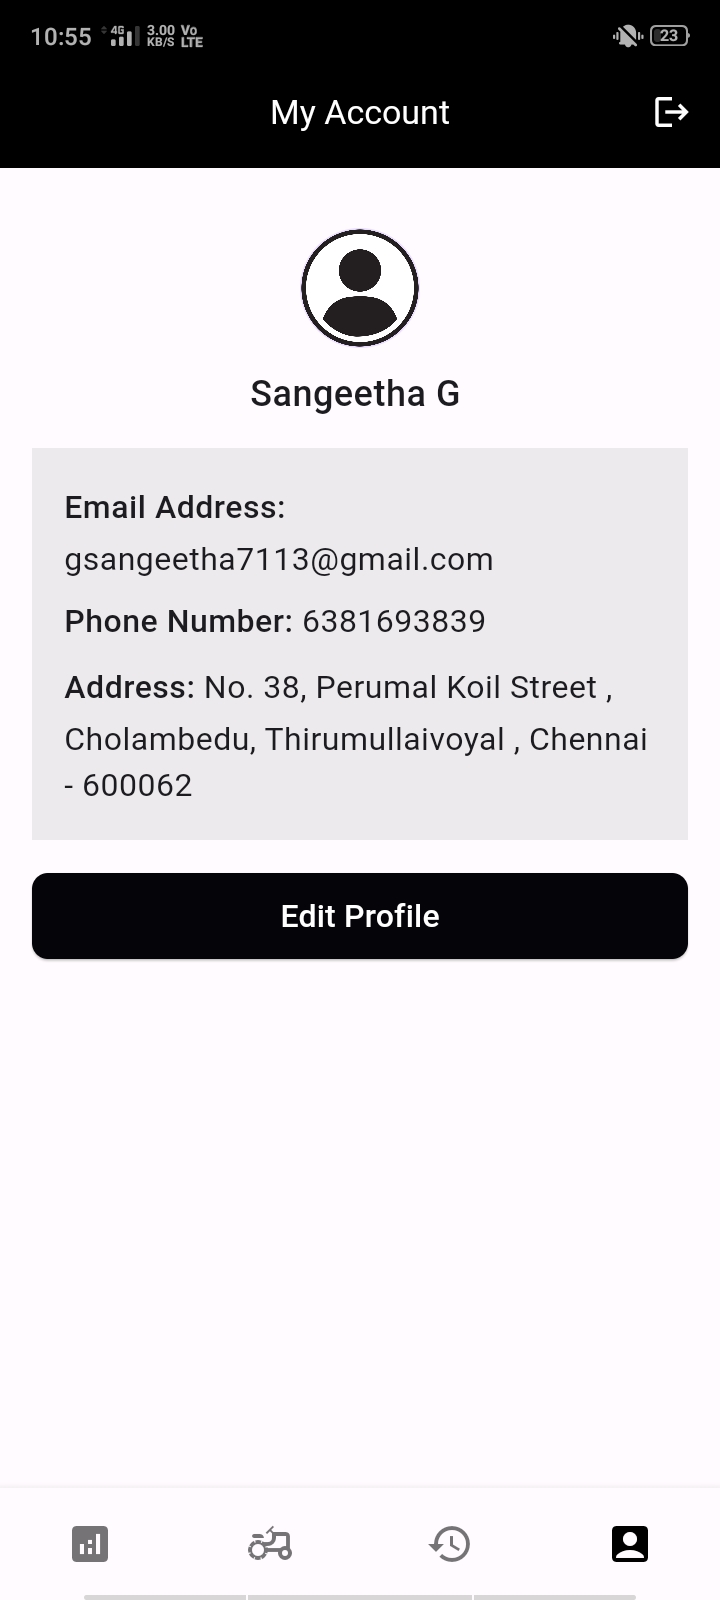 10:55 4G 3.00 KB/S Vo LTE 23
My Account
Sangeetha G
Email Address:
gsangeetha7113@gmail.com
Phone Number: 6381693839
Address: No. 38, Perumal Koil Street ,
Cholambedu, Thirumullaivoyal , Chennai
- 600062
Edit Profile